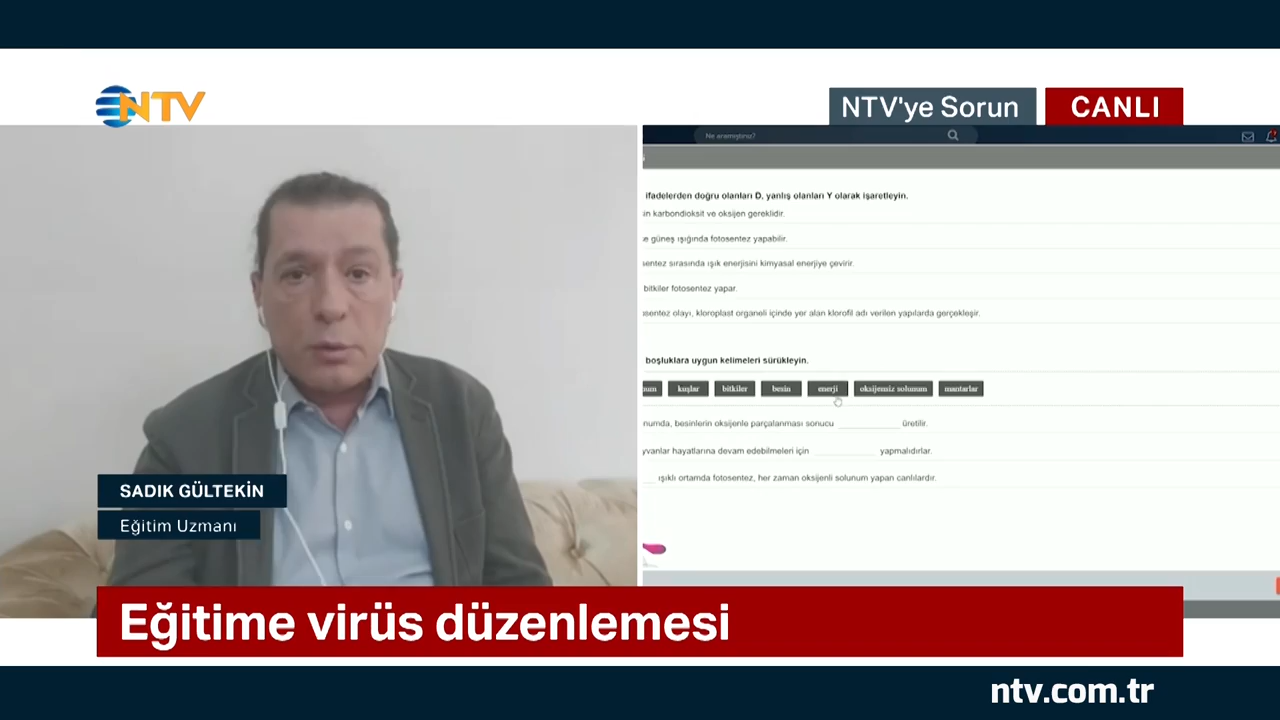 NTV
NTV'ye Sorun
CANLI
Ne aramıştınız?
ifadelerden doğru olanları D, yanlış olanları Y olarak işaretleyin.
in karbondioksit ve oksijen gereklidir.
e güneş ışığında fotosentez yapabilir.
sentez sırasında ışık enerjisini kimyasal enerjiye çevirir.
bitkiler fotosentez yapar.
sentez olayı, kloroplast organeli içinde yer alan klorofil adı verilen yapılarda gerçekleşir.
boşluklara uygun kelimeleri sürükleyin.
num kuşlar bitkiler besin enerji oksijensiz solunum mantarlar
numda, besinlerin oksijenle parçalanması sonucu üretilir.
yvanlar hayatlarına devam edebilmeleri için yapmalıdırlar.
ışıklı ortamda fotosentez, her zaman oksijenli solunum yapan canlılardır.
SADIK GÜLTEKİN
Eğitim Uzmanı
Eğitime virüs düzenlemesi
ntv.com.tr